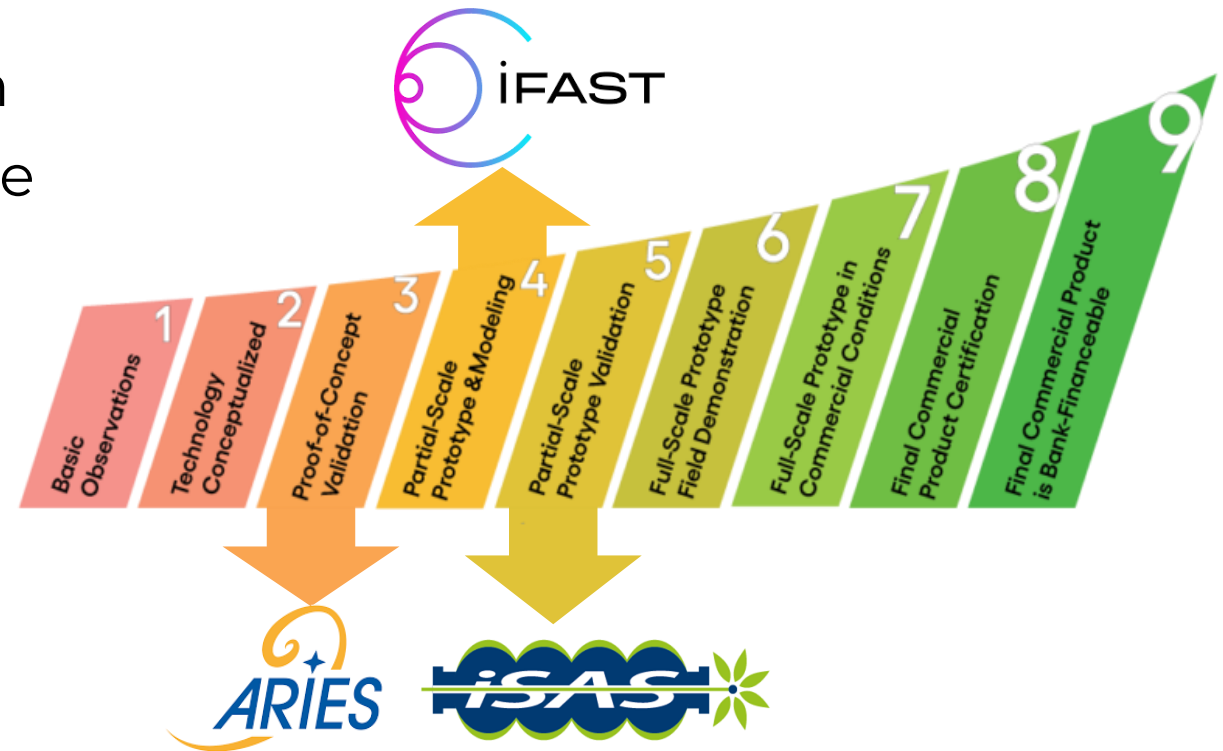 e
iFAST
1
Basic
Observations
2
Technology
Conceptualized
3
Proof-of-Concept
Validation
4
Partial-Scale
Prototype &Modeling
5
Partial-Scale
Prototype Validation
6
Full-Scale Prototype
Field Demonstration
7
Full-Scale Prototype in
Commercial Conditions
8
Final Commercial
Product Certification
9
Final Commercial Product
is Bank-Financeable
ARIES
iSAS